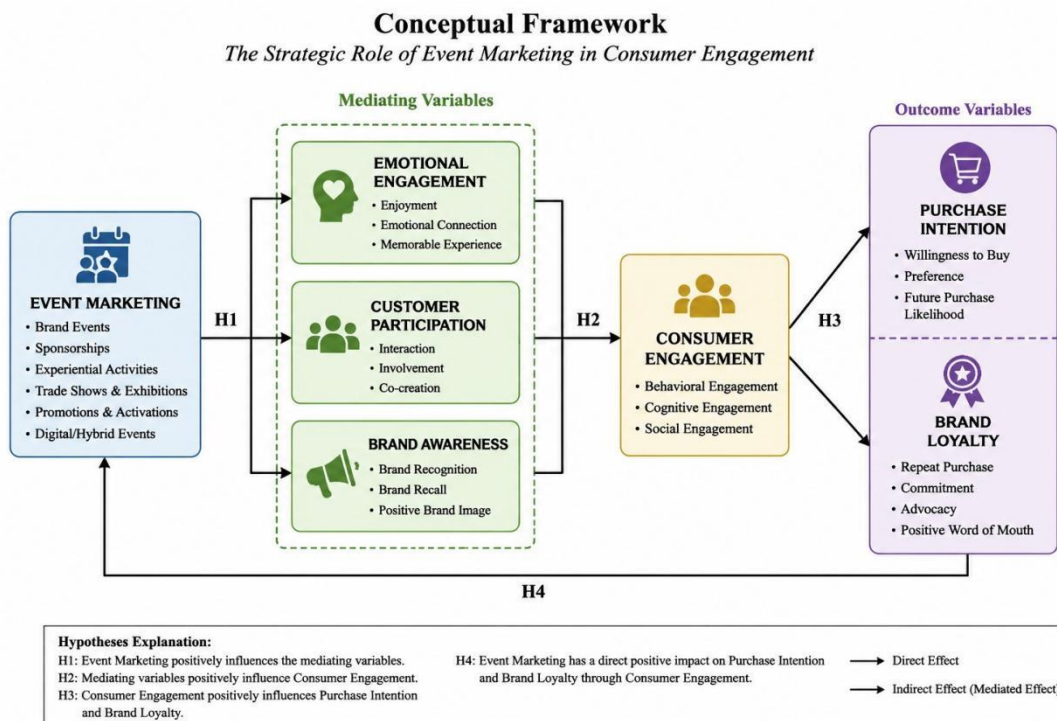 Conceptual Framework
The Strategic Role of Event Marketing in Consumer Engagement
Mediating Variables
EMOTIONAL
ENGAGEMENT
• Enjoyment
• Emotional Connection
• Memorable Experience
CUSTOMER
PARTICIPATION
• Interaction
• Involvement
• Co-creation
BRAND AWARENESS
• Brand Recognition
• Brand Recall
• Positive Brand Image
EVENT MARKETING
• Brand Events
• Sponsorships
• Experiential Activities
• Trade Shows & Exhibitions
• Promotions & Activations
• Digital/Hybrid Events
H1
H2
CONSUMER
ENGAGEMENT
• Behavioral Engagement
• Cognitive Engagement
• Social Engagement
H3
Outcome Variables
PURCHASE
INTENTION
• Willingness to Buy
• Preference
• Future Purchase
Likelihood
BRAND
LOYALTY
• Repeat Purchase
• Commitment
• Advocacy
• Positive Word of Mouth
H4
Hypotheses Explanation:
H1: Event Marketing positively influences the mediating variables.
H2: Mediating variables positively influence Consumer Engagement.
H3: Consumer Engagement positively influences Purchase Intention
and Brand Loyalty.
H4: Event Marketing has a direct positive impact on Purchase Intention
and Brand Loyalty through Consumer Engagement.
Direct Effect
Indirect Effect (Mediated Effect)